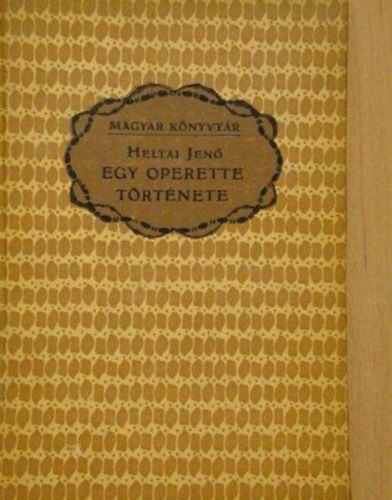 MAGYAR KÖNYVTÁR
HELTAI JENŐ
EGY OPERETTE
TÖRTÉNETE